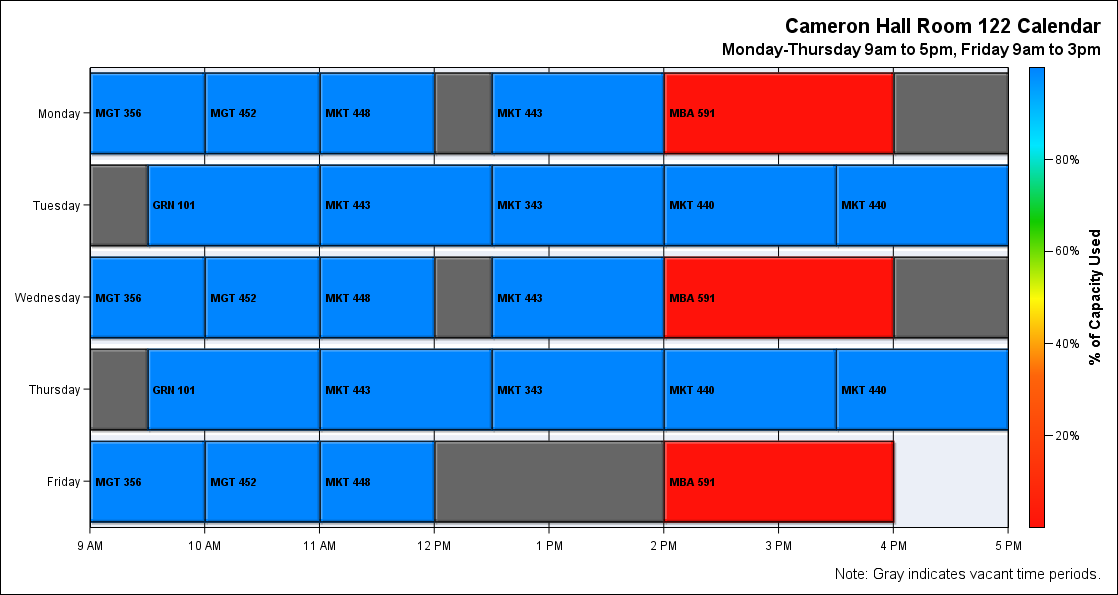 Cameron Hall Room 122 Calendar
Monday-Thursday 9am to 5pm, Friday 9am to 3pm
Monday
MGT 356
MGT 452
MKT 448
MKT 443
MBA 591
Tuesday
GRN 101
MKT 443
MKT 343
MKT 440
MKT 440
Wednesday
MGT 356
MGT 452
MKT 448
MKT 443
MBA 591
Thursday
GRN 101
MKT 443
MKT 343
MKT 440
MKT 440
Friday
MGT 356
MGT 452
MKT 448
MBA 591
9 AM
10 AM
11 AM
12 PM
1 PM
2 PM
3 PM
4 PM
5 PM
80%
60%
40%
20%
% of Capacity Used
Note: Gray indicates vacant time periods.